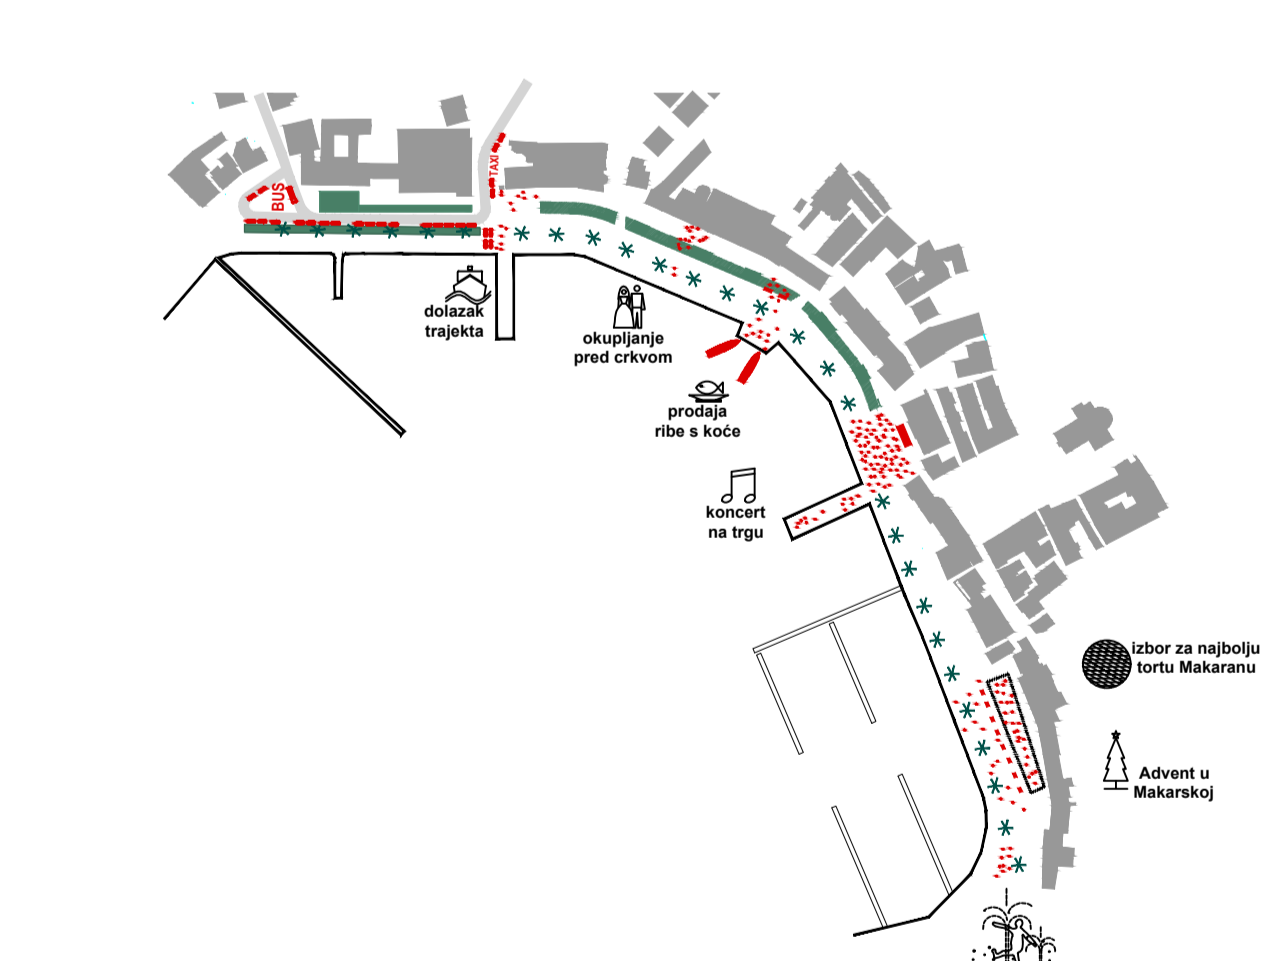 TAXI
BUS
dolazak
trajekta
okupljanje
pred crkvom
prodaja
ribe s koće
koncert
na trgu
izbor za najbolju
tortu Makaranu
Advent u
Makarskoj